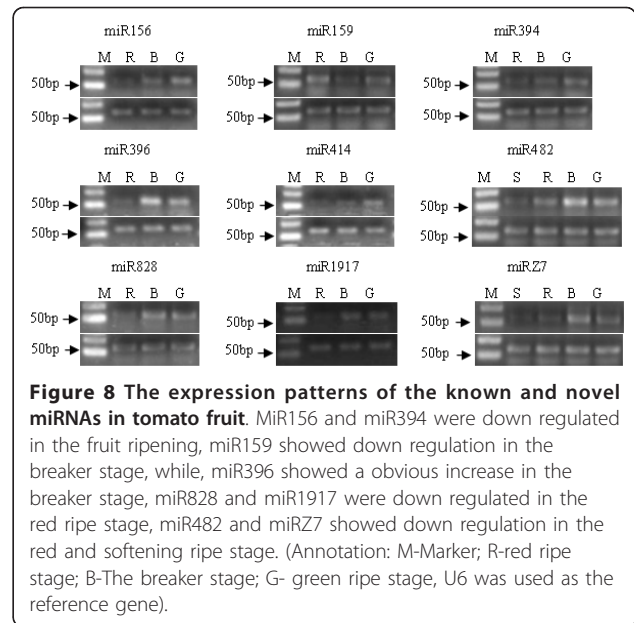 miR156 miR159 miR394
M R B G M R B G M R B G
50bp 50bp 50bp
50bp 50bp 50bp
miR396 miR414 miR482
M R B G M R B G M S R B G
50bp 50bp 50bp
50bp 50bp 50bp
miR828 miR1917 miRZ7
M R B G M R B G M S R B G
50bp 50bp 50bp
50bp 50bp 50bp
Figure 8 The expression patterns of the known and novel
miRNAs in tomato fruit. MiR156 and miR394 were down regulated
in the fruit ripening, miR159 showed down regulation in the
breaker stage, while, miR396 showed a obvious increase in the
breaker stage, miR828 and miR1917 were down regulated in the
red ripe stage, miR482 and miRZ7 showed down regulation in the
red and softening ripe stage. (Annotation: M-Marker; R-red ripe
stage; B-The breaker stage; G- green ripe stage, U6 was used as the
reference gene).